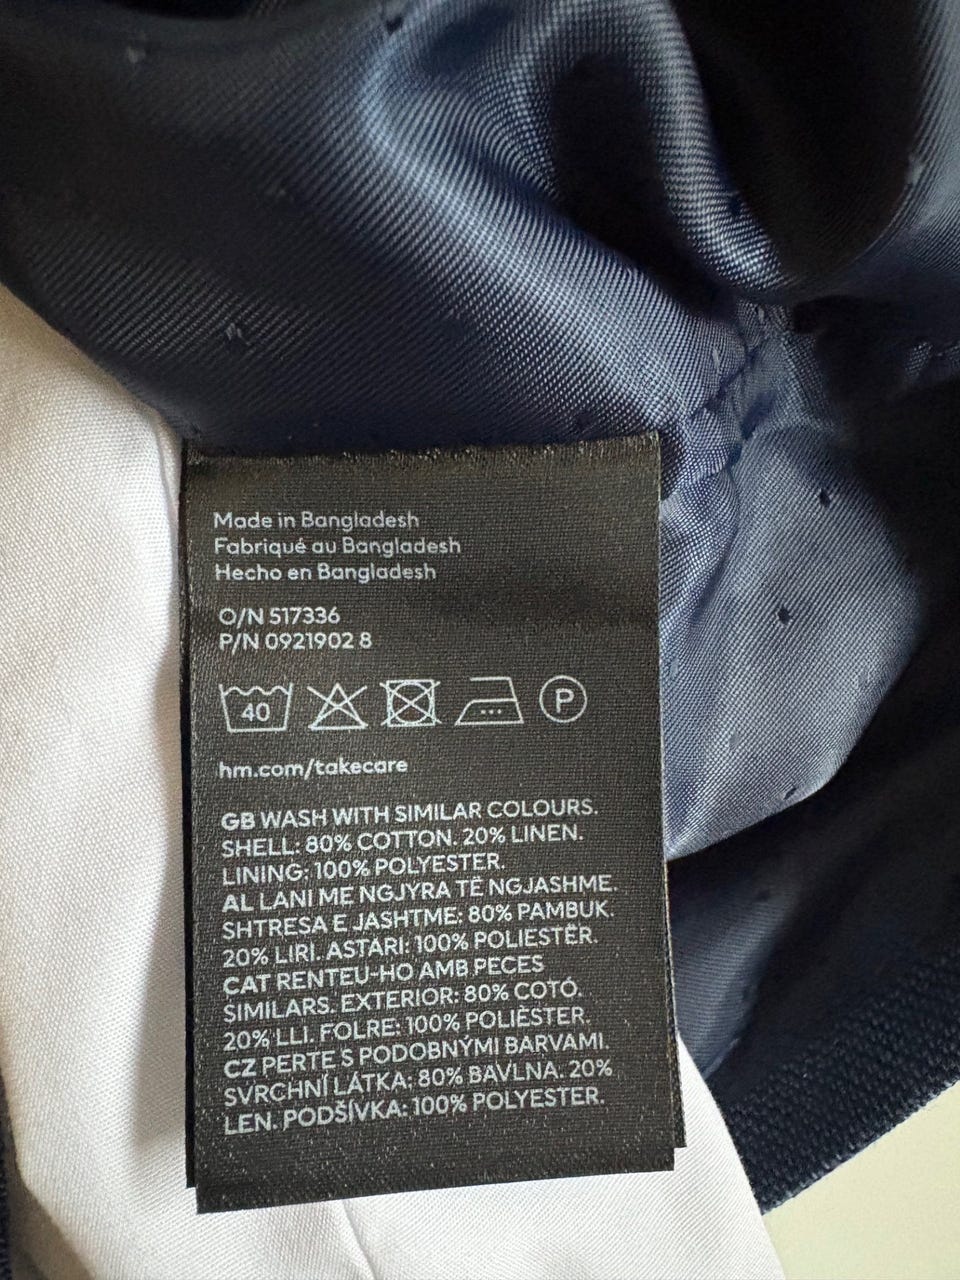 Made in Bangladesh
Fabriqué au Bangladesh
Hecho en Bangladesh
O/N 517336
P/N 0921902 8
40 P
hm.com/takecare
GB WASH WITH SIMILAR COLOURS.
SHELL: 80% COTTON. 20% LINEN.
LINING: 100% POLYESTER.
AL LANI ME NGJYRA TË NGJASHME.
SHTRESA E JASHTME: 80% PAMBUK.
20% LIRI. ASTARI: 100% POLIESTËR.
CAT RENTEU-HO AMB PECES
SIMILARS. EXTERIOR: 80% COTÓ.
20% LLI. FOLRE: 100% POLIÈSTER.
CZ PERTE S PODOBNÝMI BARVAMI.
SVRCHNÍ LÁTKA: 80% BAVLNA. 20%
LEN. PODŠÍVKA: 100% POLYESTER.